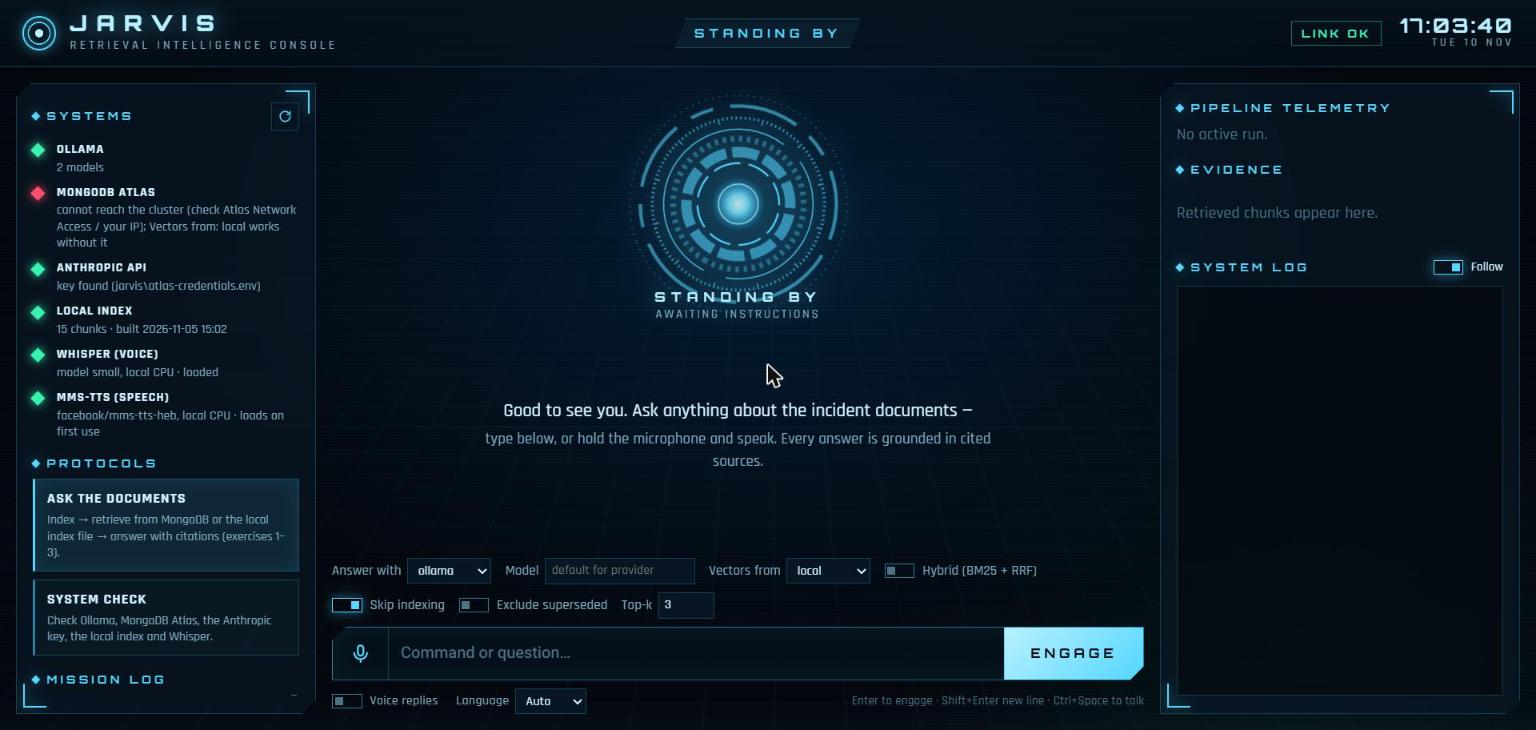 JARVIS
RETRIEVAL INTELLIGENCE CONSOLE
STANDING BY
LINK OK
17:03:40
TUE 10 NOV
SYSTEMS
OLLAMA
2 models
MONGODB ATLAS
cannot reach the cluster (check Atlas Network
Access / your IP); Vectors from: local works
without it
ANTHROPIC API
key found (jarvis\atlas-credentials.env)
LOCAL INDEX
15 chunks · built 2026-11-05 15:02
WHISPER (VOICE)
model small, local CPU · loaded
MMS-TTS (SPEECH)
facebook/mms-tts-heb, local CPU · loads on
first use
PROTOCOLS
ASK THE DOCUMENTS
Index → retrieve from MongoDB or the local
index file → answer with citations (exercises 1–
3).
SYSTEM CHECK
Check Ollama, MongoDB Atlas, the Anthropic
key, the local index and Whisper.
MISSION LOG
–
STANDING BY
AWAITING INSTRUCTIONS
Good to see you. Ask anything about the incident documents —
type below, or hold the microphone and speak. Every answer is grounded in cited
sources.
Answer with ollama Model default for provider Vectors from local Hybrid (BM25 + RRF)
Skip indexing Exclude superseded Top-k 3
Command or question...
ENGAGE
Voice replies Language Auto
Enter to engage · Shift+Enter new line · Ctrl+Space to talk
PIPELINE TELEMETRY
No active run.
EVIDENCE
Retrieved chunks appear here.
SYSTEM LOG
Follow